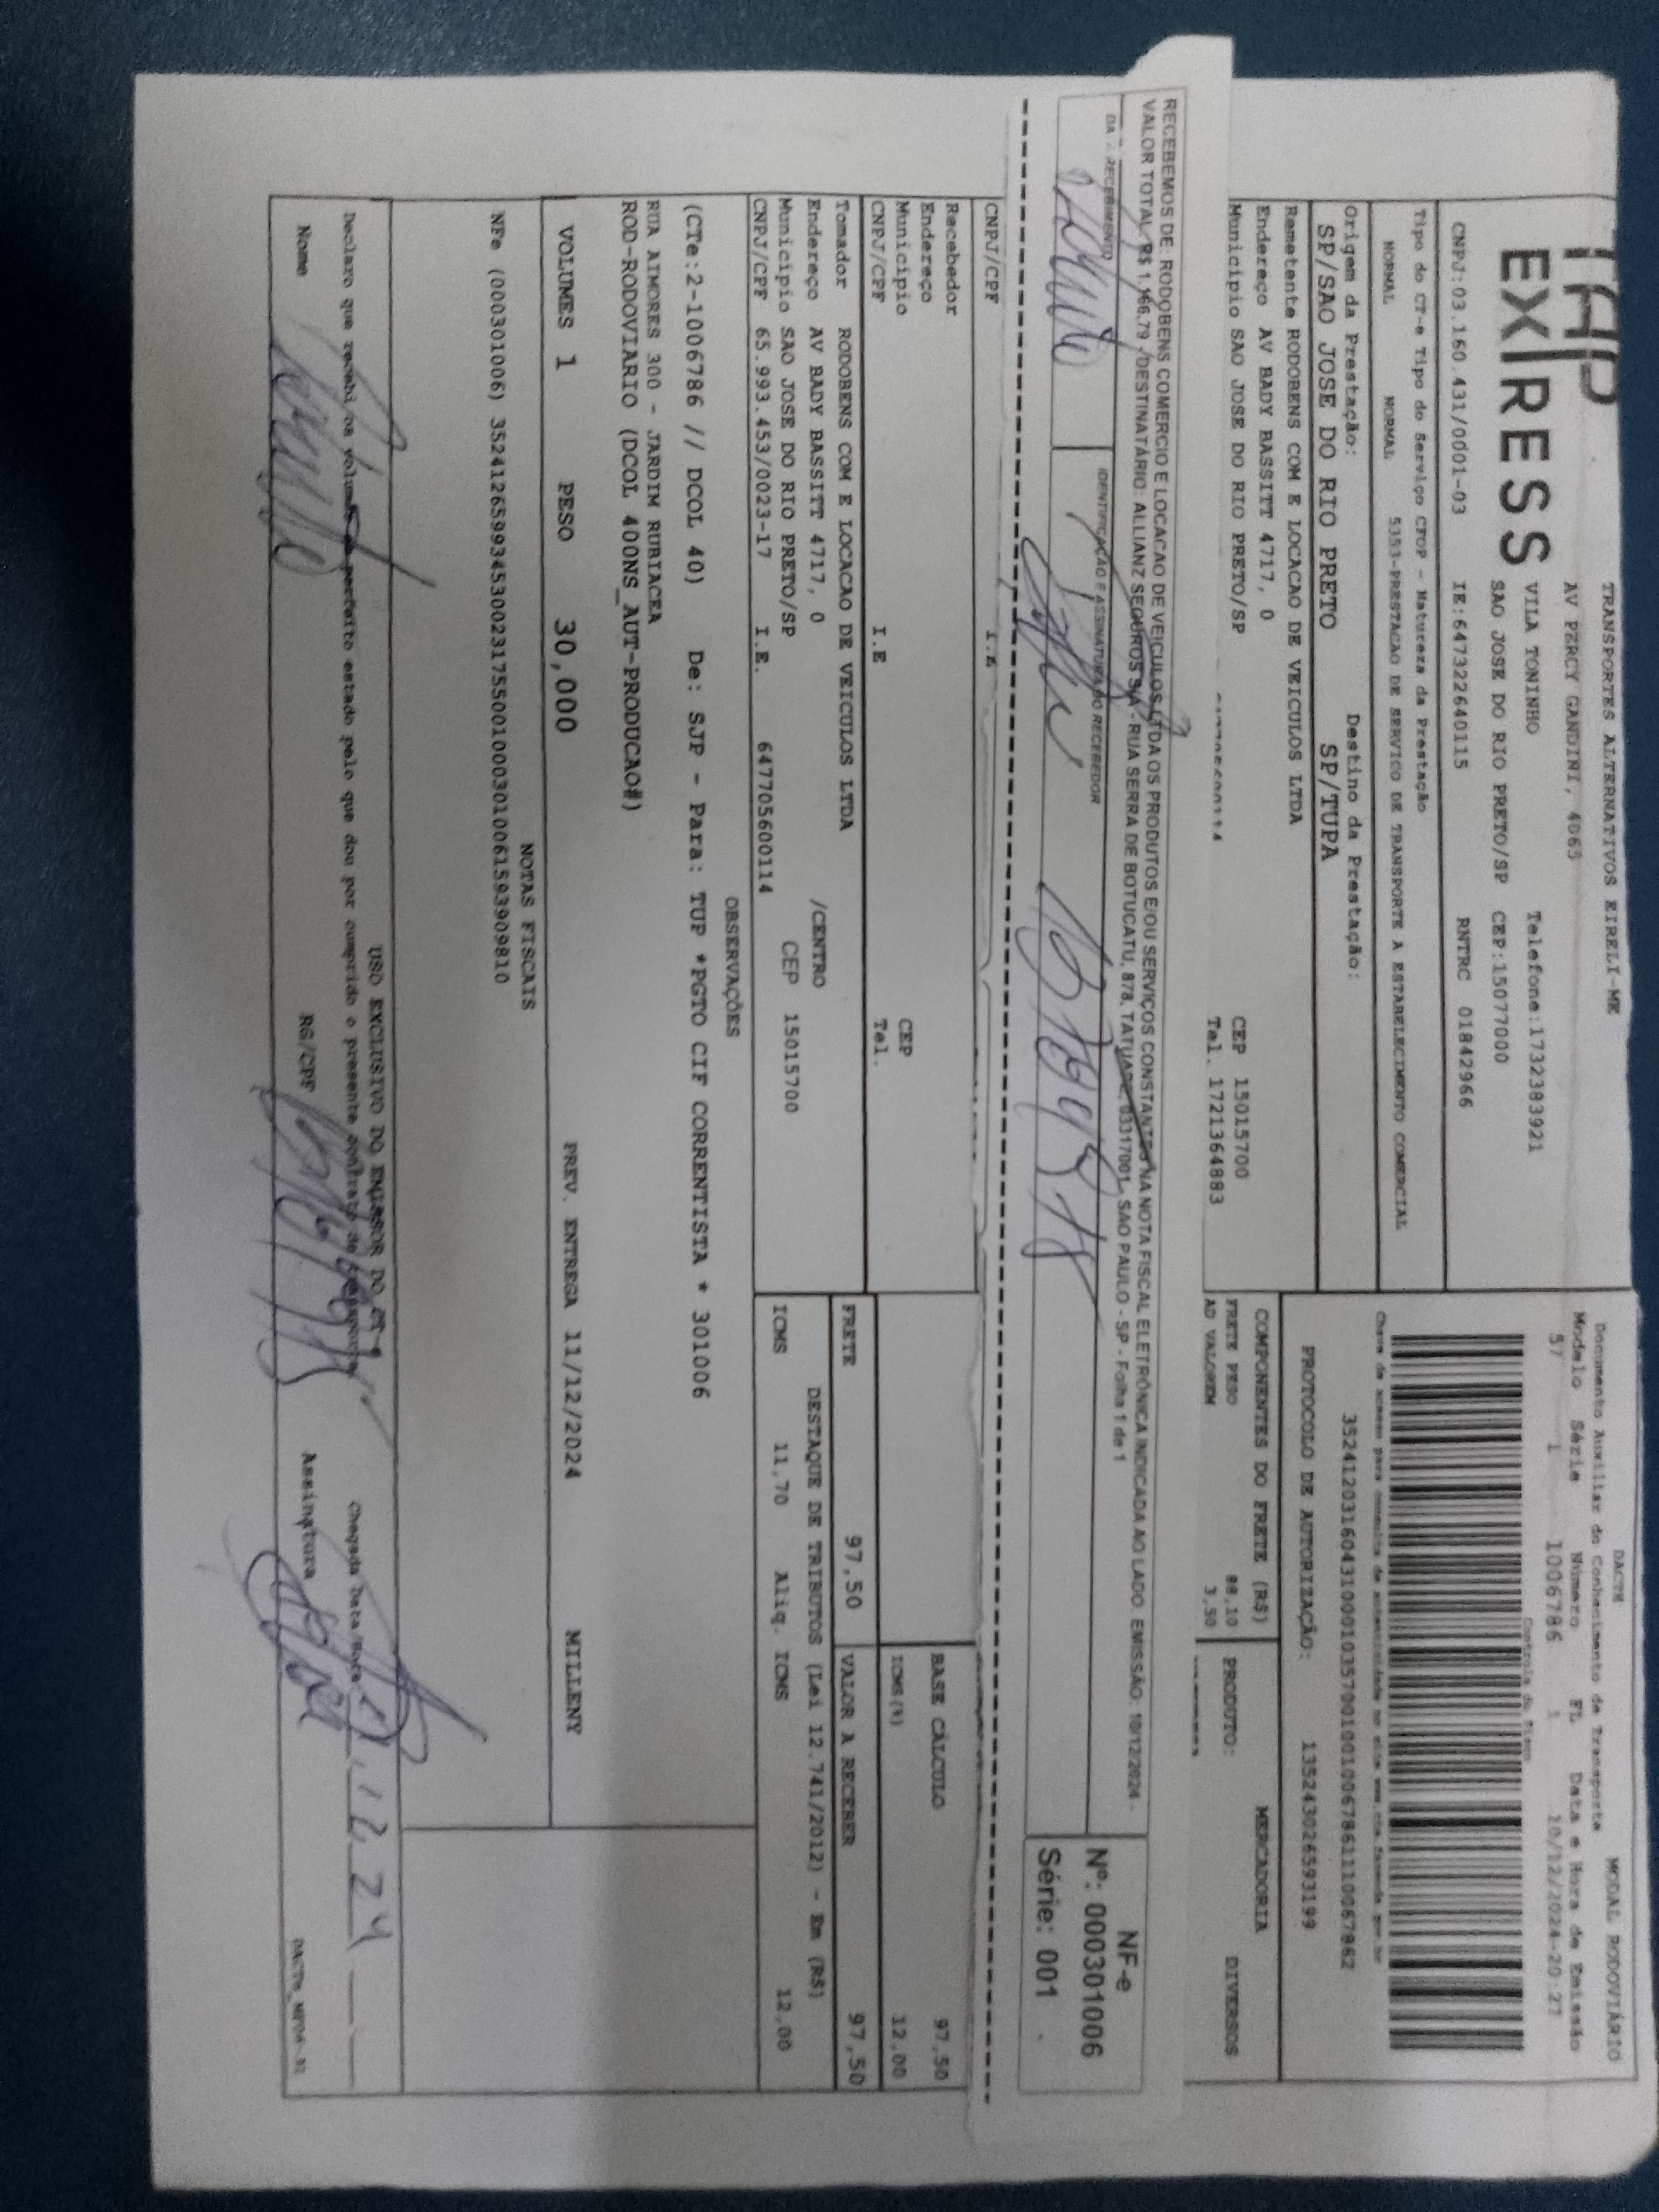 TAP
EXPRESS
TRANSPORTES ALTERNATIVOS EIRELI-ME
AV PERCY GANDINI, 4065
VILA TONINHO Telefone:1732383921
SAO JOSE DO RIO PRETO/SP CEP:15077000
CNPJ:03.160.431/0001-03 IE:647322640115 RNTRC 01842966
DACTE MODAL RODOVIÁRIO
Documento Auxiliar do Conhecimento de Transporte
Modelo Série Número FL Data e Hora de Emissão
57 1 1006786 1 10/12/2024-20:27
Controle do Fisco
Chave de acesso para consulta de autenticidade no site
35241203160431000103570010010067861110067862
PROTOCOLO DE AUTORIZAÇÃO: 135243026593199
Tipo do CT-e Tipo do Serviço CFOP - Natureza da Prestação
NORMAL NORMAL 5353-PRESTACAO DE SERVICO DE TRANSPORTE A ESTABELECIMENTO COMERCIAL
Origem da Prestação: Destino da Prestação:
SP/SAO JOSE DO RIO PRETO SP/TUPA
Remetente RODOBENS COM E LOCACAO DE VEICULOS LTDA
Endereço AV BADY BASSITT 4717, 0
Município SAO JOSE DO RIO PRETO/SP CEP 15015700
Tel. 1721364883
COMPONENTES DO FRETE (R$) MERCADORIA
FRETE PESO 88,10 PRODUTO: DIVERSOS
AD VALOREM 3,50
RECEBEMOS DE RODOBENS COMERCIO E LOCACAO DE VEICULOS LTDA OS PRODUTOS E/OU SERVIÇOS CONSTANTES NA NOTA FISCAL ELETRÔNICA INDICADA AO LADO. EMISSÃO: 10/12/2024 -
VALOR TOTAL: R$ 1.166,79 - DESTINATÁRIO: ALLIANZ SEGUROS S/A - RUA SERRA DE BOTUCATU, 878, TATUAPE, 03317001 - SAO PAULO - SP - Folha 1 de 1
RECEBIMENTO IDENTIFICAÇÃO E ASSINATURA DO RECEBEDOR
NF-e
Nº: 000301006
Série: 001
CNPJ/CPF I.E
Recebedor
Endereço
Município CEP
CNPJ/CPF I.E Tel.
BASE CÁLCULO 97,50
ICMS(%) 12,00
Tomador RODOBENS COM E LOCACAO DE VEICULOS LTDA
Endereço AV BADY BASSITT 4717, 0 /CENTRO
Município SAO JOSE DO RIO PRETO/SP CEP 15015700
CNPJ/CPF 65.993.453/0023-17 I.E. 647705600114
FRETE 97,50 VALOR A RECEBER 97,50
DESTAQUE DE TRIBUTOS (Lei 12.741/2012) - Em (R$)
ICMS 11,70 Aliq. ICMS 12,00
OBSERVAÇÕES
(CTe:2-1006786 // DCOL 40) De: SJP - Para: TUP *PGTO CIF CORRENTISTA * 301006
RUA AIMORES 300 - JARDIM RUBIACEA
ROD-RODOVIARIO (DCOL 400NS_AUT-PRODUCAO#)
VOLUMES 1 PESO 30,000 PREV. ENTREGA 11/12/2024 MILLENY
NOTAS FISCAIS
NFe (000301006) 35241265993453002317550010003010061593909810
USO EXCLUSIVO DO EMISSOR DO CT-e
Declaro que recebi os volumes em perfeito estado pelo que dou por cumprido o presente contrato de transporte
Chegada Data/Hora 12 24
Nome RG/CPF Assinatura